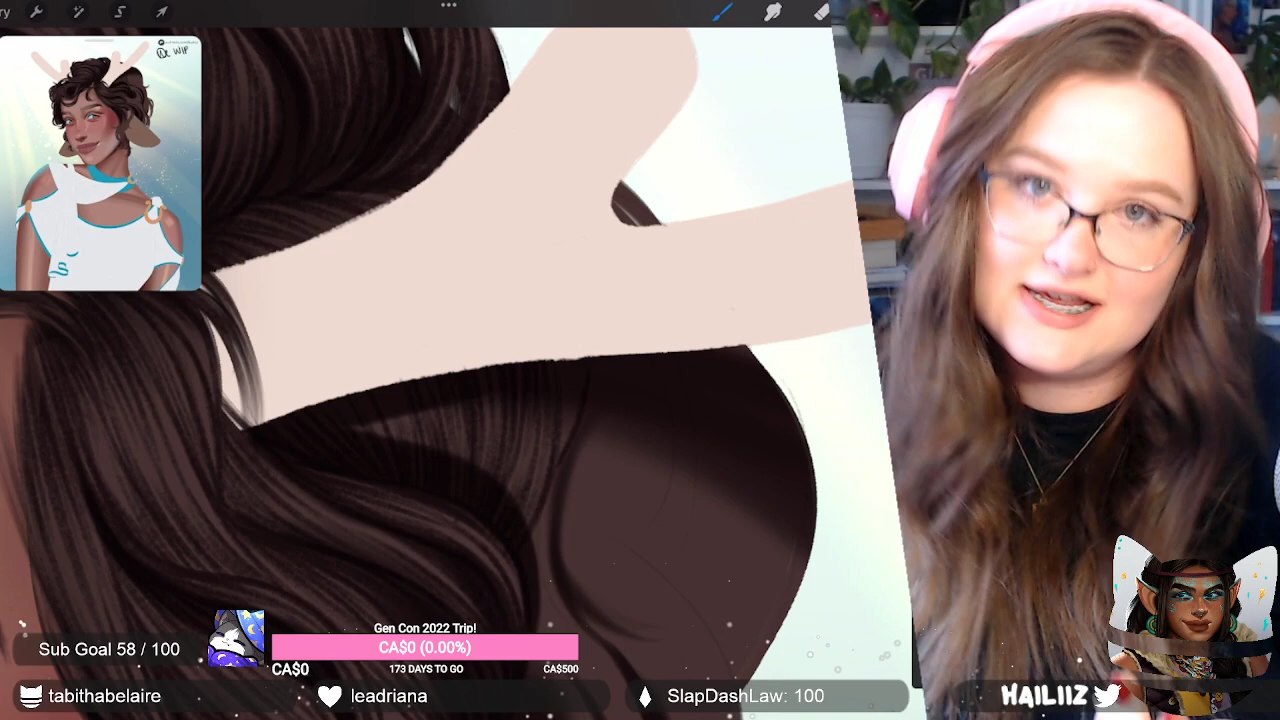 ry
WIP
Gen Con 2022 Trip!
CA$0 (0.00%)
CA$0
173 DAYS TO GO
CA$500
Sub Goal 58 / 100
tabithabelaire
leadriana
SlapDashLaw: 100
HAILIIZ